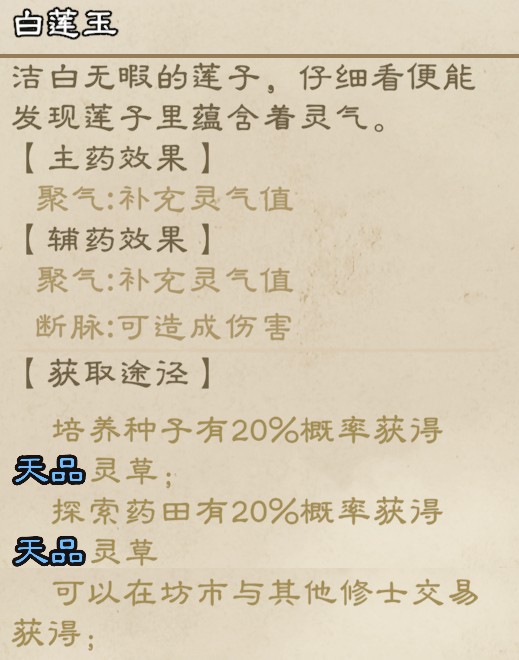 白莲玉
洁白无暇的莲子，仔细看便能
发现莲子里蕴含着灵气。
【主药效果】
聚气:补充灵气值
【辅药效果】
聚气:补充灵气值
断脉:可造成伤害
【获取途径】
培养种子有20%概率获得
天品灵草;
探索药田有20%概率获得
天品灵草
可以在坊市与其他修士交易
获得;